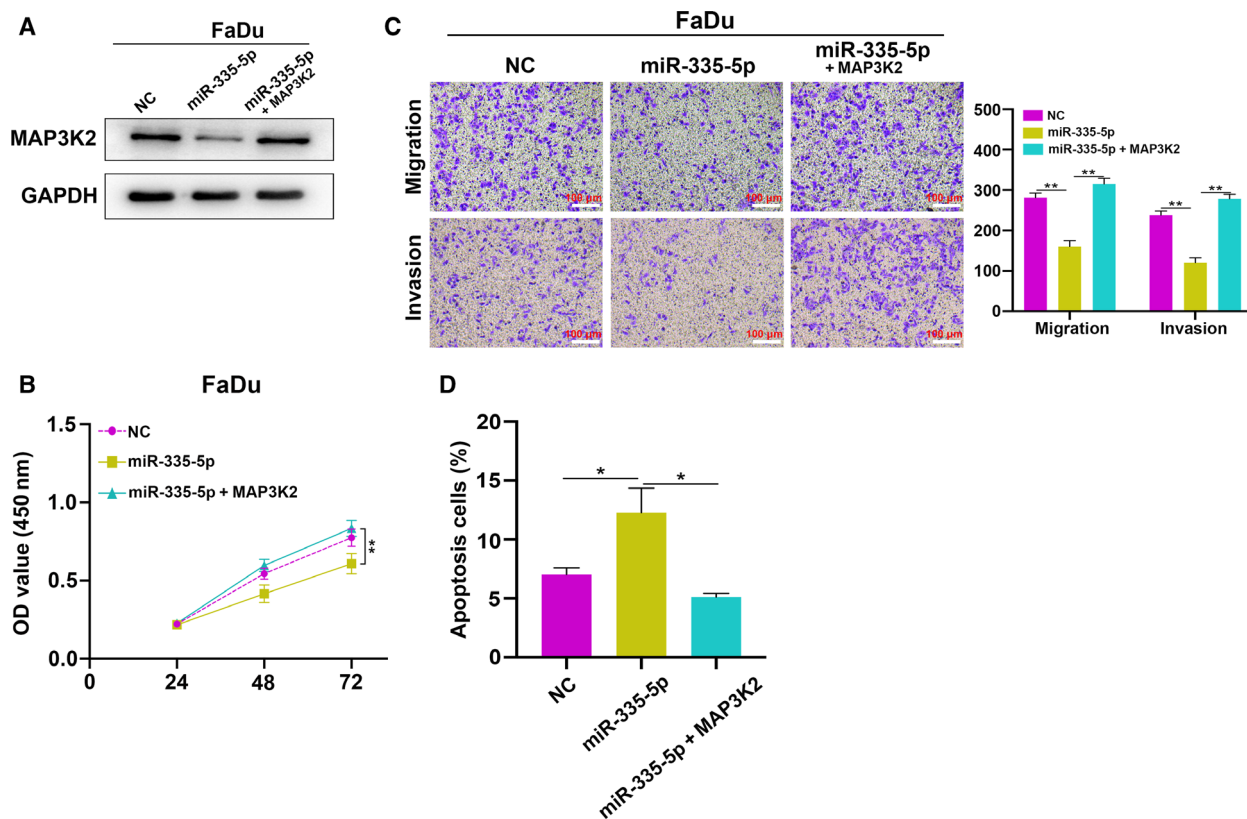 A
FaDu
NC
miR-335-5p
miR-335-5p
+ MAP3K2
MAP3K2
GAPDH
C
FaDu
NC
miR-335-5p
miR-335-5p
+ MAP3K2
Migration
100 μm
100 μm
100 μm
Invasion
100 μm
100 μm
100 μm
500
400
300
200
100
0
NC
miR-335-5p
miR-335-5p + MAP3K2
**
**
**
**
Migration
Invasion
B
FaDu
OD value (450 nm)
1.5
1.0
0.5
0.0
NC
miR-335-5p
miR-335-5p + MAP3K2
**
0
24
48
72
D
Apoptosis cells (%)
20
15
10
5
0
*
*
NC
miR-335-5p
miR-335-5p + MAP3K2